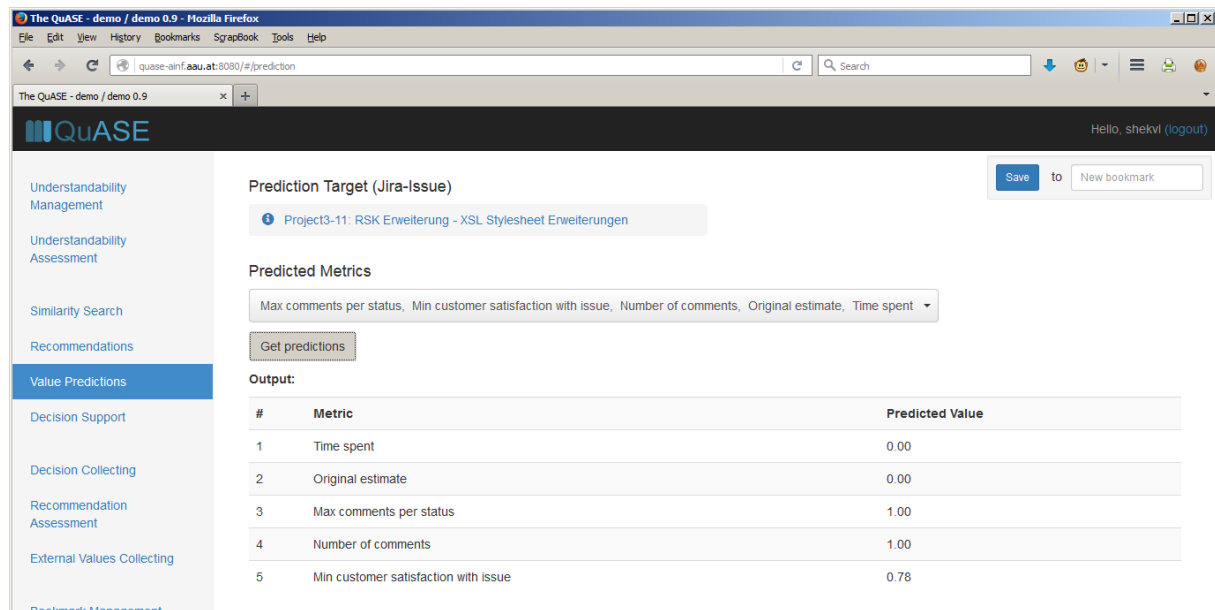 The QuASE - demo / demo 0.9 - Mozilla Firefox
File Edit View History Bookmarks ScrapBook Tools Help
quase-ainf.aau.at:8080/#/prediction
Search
The QuASE - demo / demo 0.9
QuASE
Hello, shekvl (logout)
Understandability
Management
Understandability
Assessment
Similarity Search
Recommendations
Value Predictions
Decision Support
Decision Collecting
Recommendation
Assessment
External Values Collecting
Bookmark Management
Save to New bookmark
Prediction Target (Jira-Issue)
Project3-11: RSK Erweiterung - XSL Stylesheet Erweiterungen
Predicted Metrics
Max comments per status, Min customer satisfaction with issue, Number of comments, Original estimate, Time spent
Get predictions
Output:
# Metric Predicted Value
1 Time spent 0.00
2 Original estimate 0.00
3 Max comments per status 1.00
4 Number of comments 1.00
5 Min customer satisfaction with issue 0.78